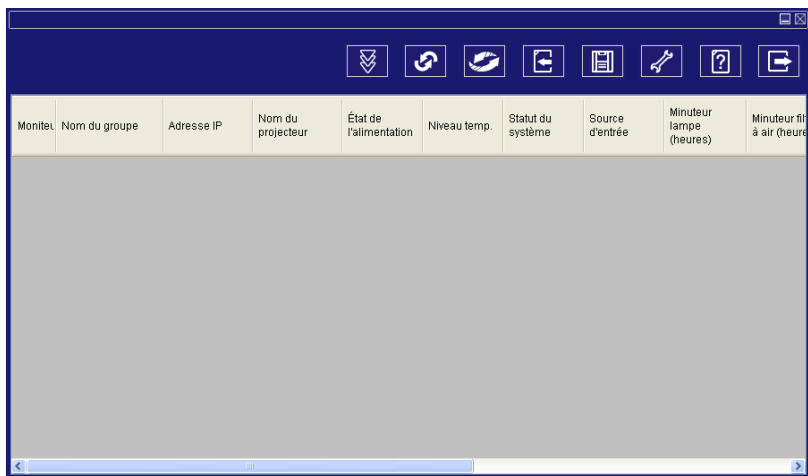 Moniteu
Nom du groupe
Adresse IP
Nom du
projecteur
État de
l'alimentation
Niveau temp.
Statut du
système
Source
d'entrée
Minuteur
lampe
(heures)
Minuteur filt
à air (heure